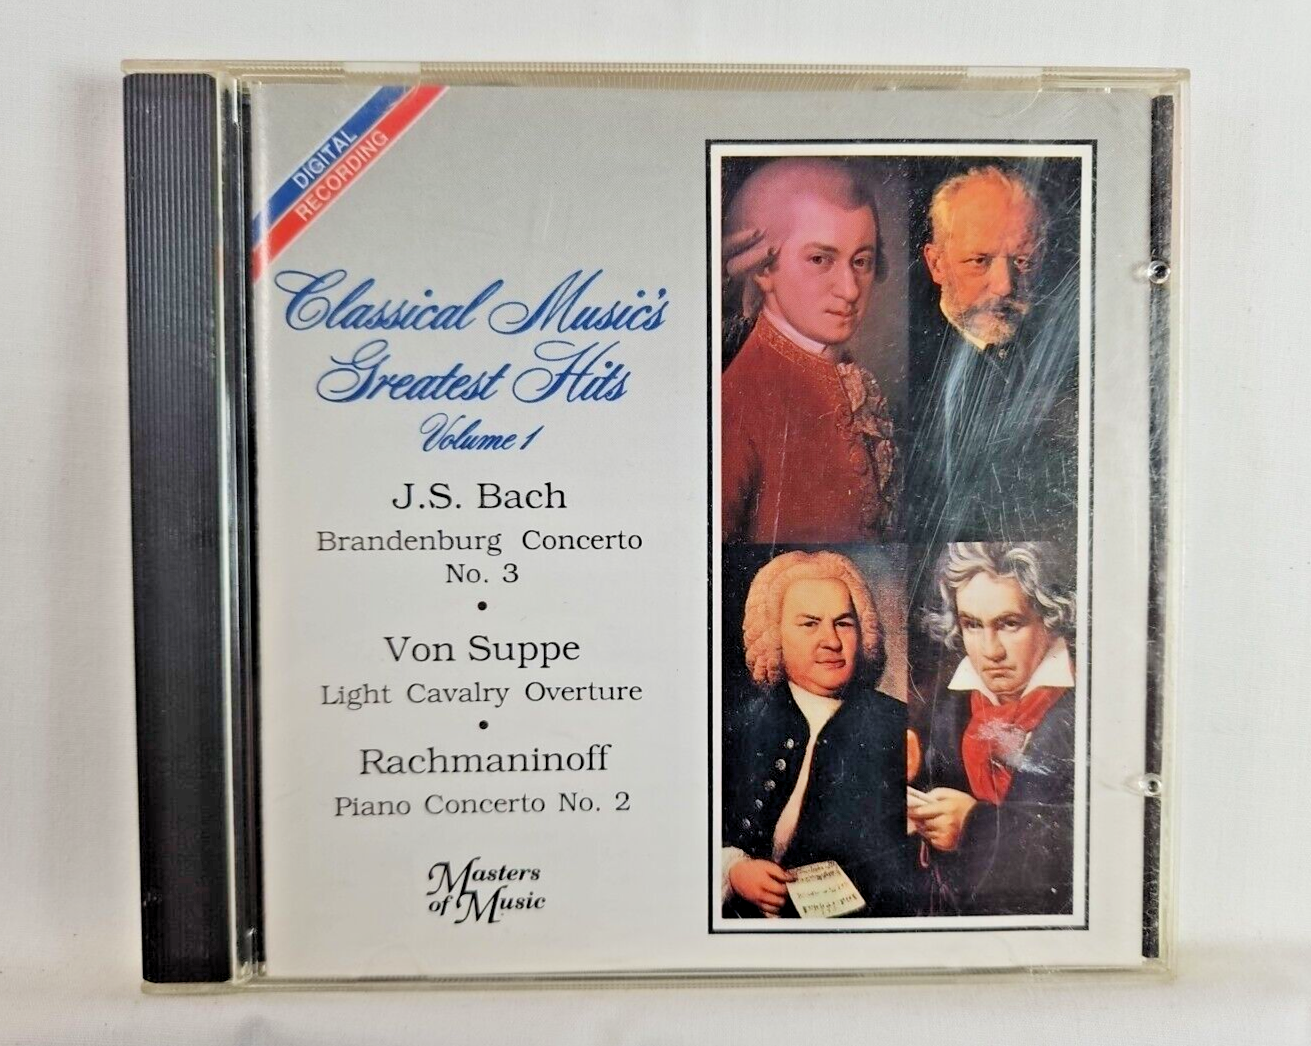 DIGITAL
RECORDING
Classical Music's
Greatest Hits
Volume 1
J.S. Bach
Brandenburg Concerto
No. 3
•
Von Suppe
Light Cavalry Overture
•
Rachmaninoff
Piano Concerto No. 2
Masters
of Music